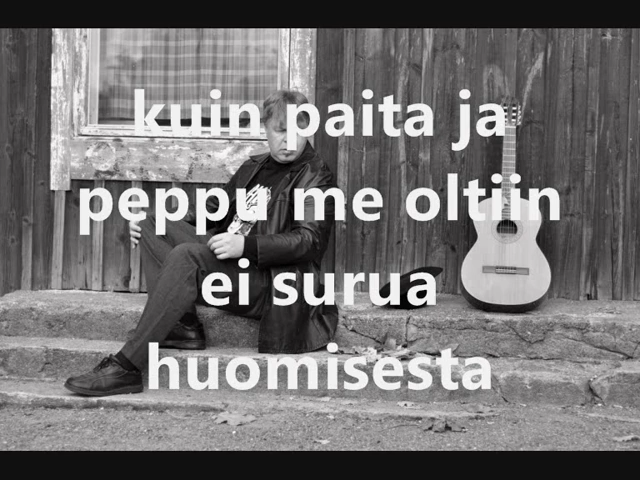 kuin paita ja
peppu me oltiin
ei surua
huomisesta